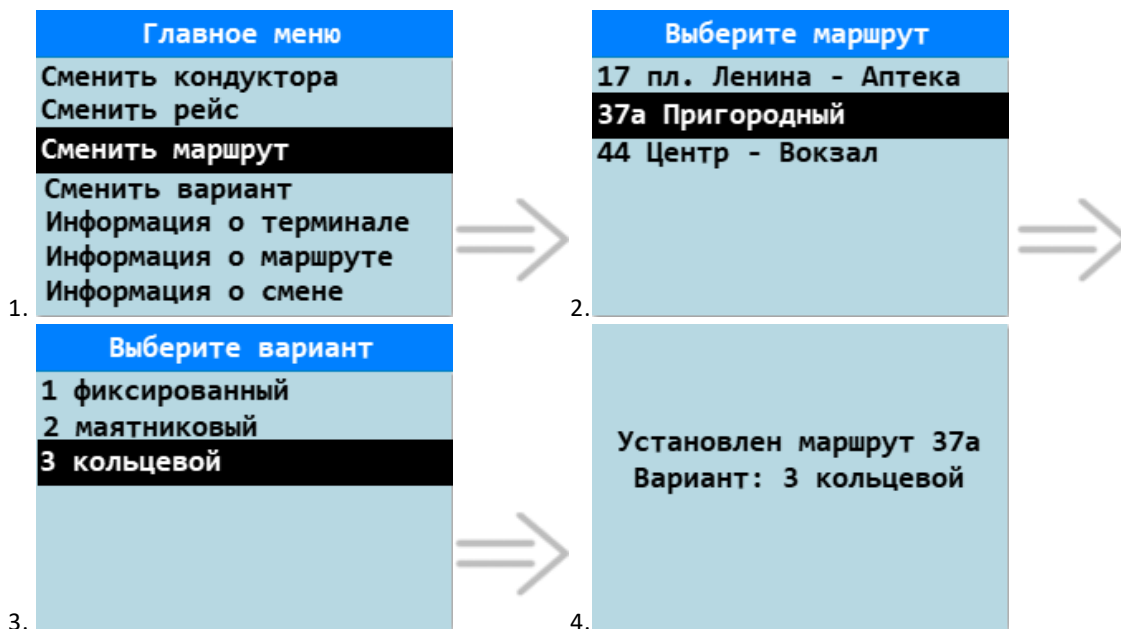 Главное меню
Сменить кондуктора
Сменить рейс
Сменить маршрут
Сменить вариант
Информация о терминале
Информация о маршруте
Информация о смене
1.
Выберите маршрут
17 пл. Ленина - Аптека
37а Пригородный
44 Центр - Вокзал
2.
Выберите вариант
1 фиксированный
2 маятниковый
3 кольцевой
3.
Установлен маршрут 37а
Вариант: 3 кольцевой
4.